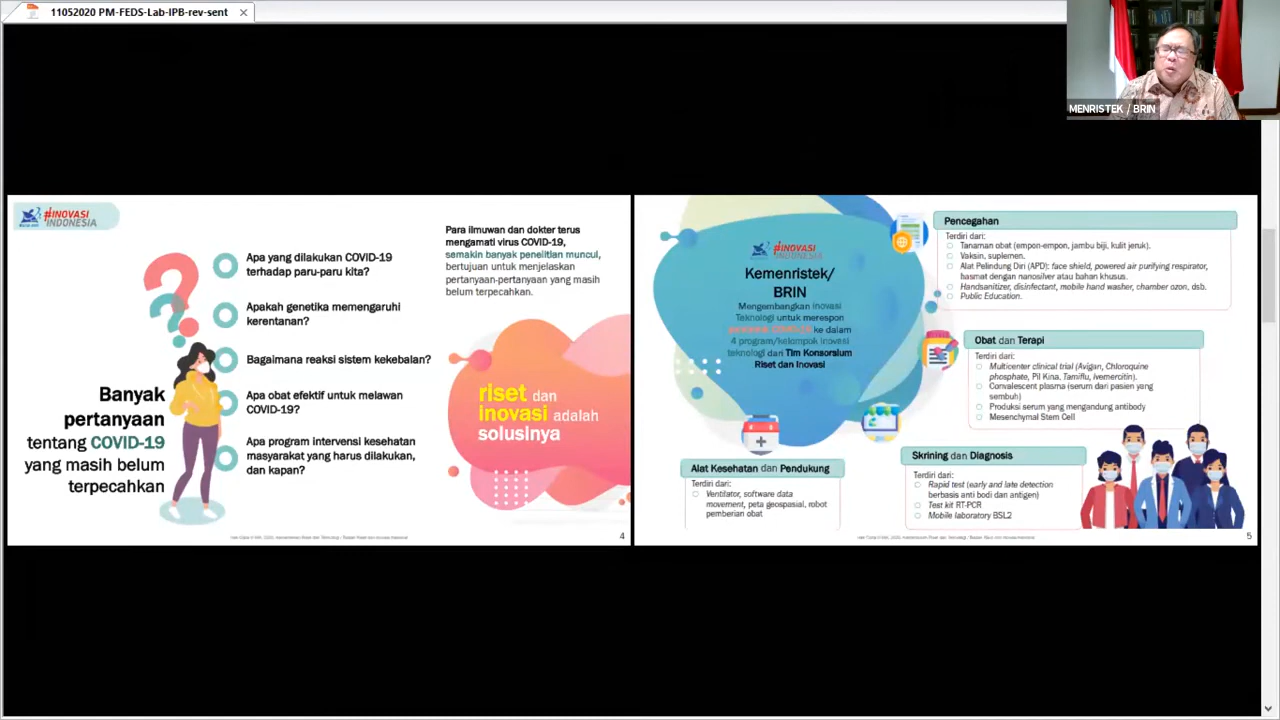 11052020 PM-FEDS-Lab-IPB-rev-sent
MENRISTEK / BRIN
#INOVASI
INDONESIA
Banyak
pertanyaan
tentang COVID-19
yang masih belum
terpecahkan
Apa yang dilakukan COVID-19
terhadap paru-paru kita?
Apakah genetika memengaruhi
kerentanan?
Bagaimana reaksi sistem kekebalan?
Apa obat efektif untuk melawan
COVID-19?
Apa program intervensi kesehatan
masyarakat yang harus dilakukan,
dan kapan?
Para ilmuwan dan dokter terus
mengamati virus COVID-19,
semakin banyak penelitian muncul,
bertujuan untuk menjelaskan
pertanyaan-pertanyaan yang masih
belum terpecahkan.
riset dan
inovasi adalah
solusinya
4
#INOVASI
INDONESIA
Kemenristek/
BRIN
Mengembangkan inovasi
Teknologi untuk merespon
pandemik COVID-19 ke dalam
4 program/kelompok inovasi
teknologi dari Tim Konsorsium
Riset dan Inovasi
Pencegahan
Terdiri dari:
Tanaman obat (empon-empon, jambu biji, kulit jeruk).
Vaksin, suplemen.
Alat Pelindung Diri (APD): face shield, powered air purifying respirator,
hasmat dengan nanosilver atau bahan khusus.
Handsanitizer, disinfectant, mobile hand washer, chamber ozon, dsb.
Public Education.
Obat dan Terapi
Terdiri dari:
Multicenter clinical trial (Avigan, Chloroquine
phosphate, Pil Kina, Tamiflu, Ivemercitin).
Convalescent plasma (serum dari pasien yang
sembuh)
Produksi serum yang mengandung antibody
Mesenchymal Stem Cell
Alat Kesehatan dan Pendukung
Terdiri dari:
Ventilator, software data
movement, peta geospasial, robot
pemberian obat
Skrining dan Diagnosis
Terdiri dari:
Rapid test (early and late detection
berbasis anti bodi dan antigen)
Test kit RT-PCR
Mobile laboratory BSL2
5